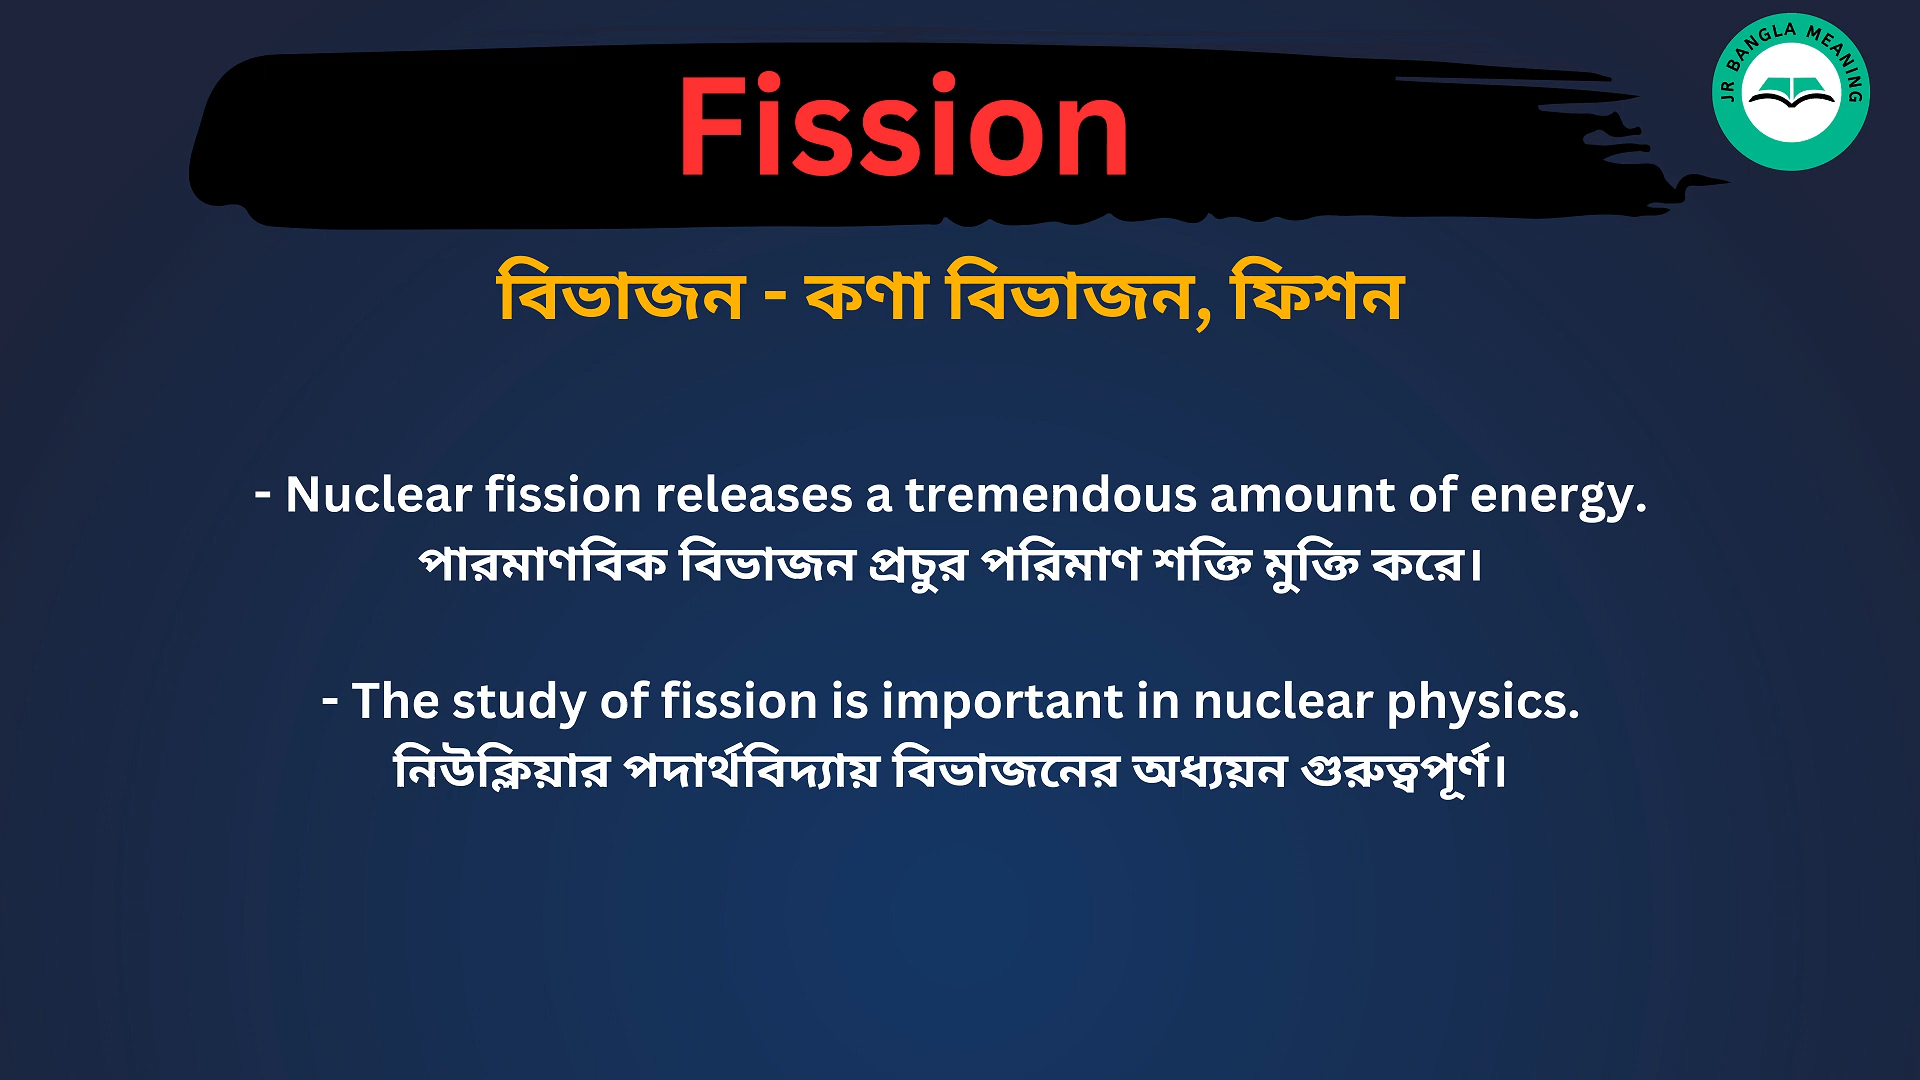 JR BANGLA MEANING
Fission
বিভাজন - কণা বিভাজন, ফিশন
- Nuclear fission releases a tremendous amount of energy.
পারমাণবিক বিভাজন প্রচুর পরিমাণ শক্তি মুক্তি করে।
- The study of fission is important in nuclear physics.
নিউক্লিয়ার পদার্থবিদ্যায় বিভাজনের অধ্যয়ন গুরুত্বপূর্ণ।